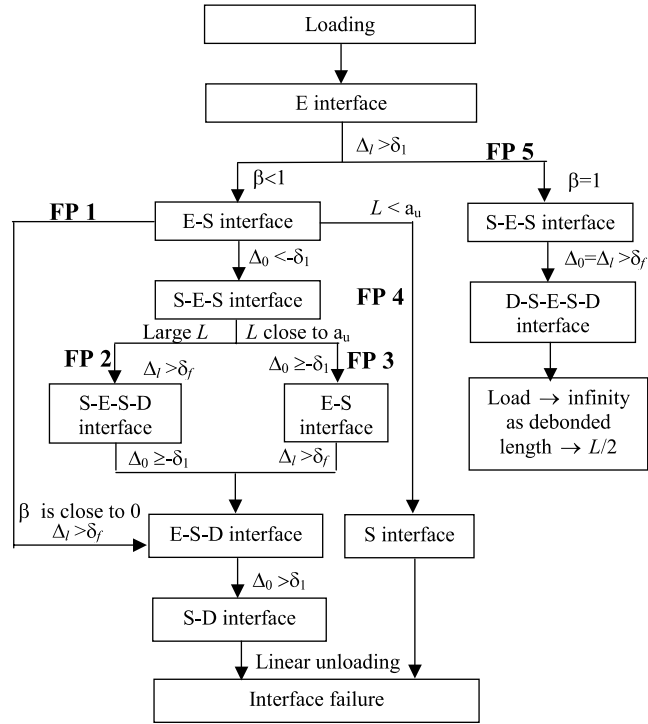 Loading
E interface
Δl >δ1
FP 5
β<1
β=1
FP 1
E-S interface
L < au
S-E-S interface
Δ0 <-δ1
Δ0=Δl >δf
S-E-S interface
FP 4
D-S-E-S-D
interface
Large L
L close to au
FP 2
Δl >δf
Δ0 ≥-δ1
FP 3
S-E-S-D
interface
E-S
interface
Load → infinity
as debonded
length → L/2
Δ0 ≥-δ1
Δl >δf
β is close to 0
Δl >δf
E-S-D interface
S interface
Δ0 >δ1
S-D interface
Linear unloading
Interface failure